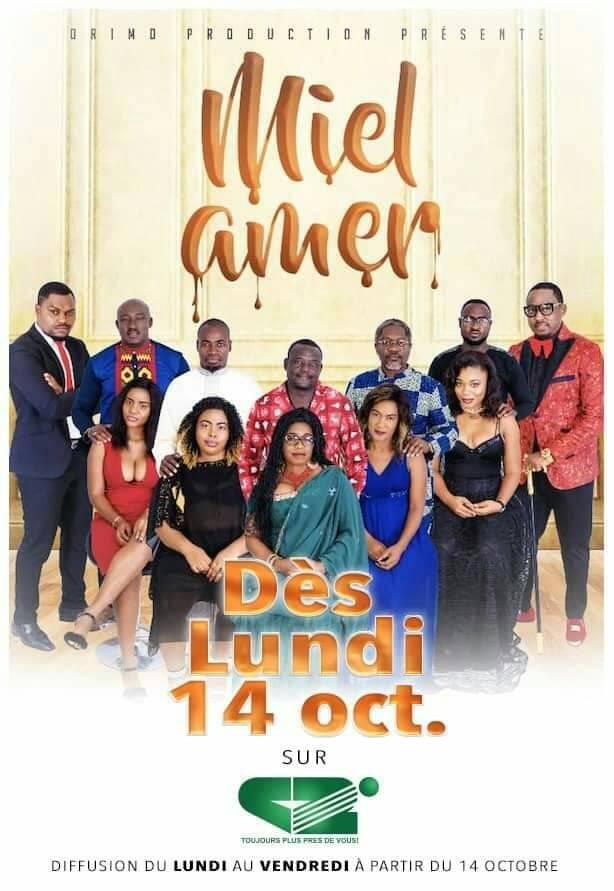 ORIMO PRODUCTION PRÉSENTE
Miel
amer
Dès
Lundi
14 oct.
SUR
TOUJOURS PLUS PRES DE VOUS!
DIFFUSION DU LUNDI AU VENDREDI À PARTIR DU 14 OCTOBRE